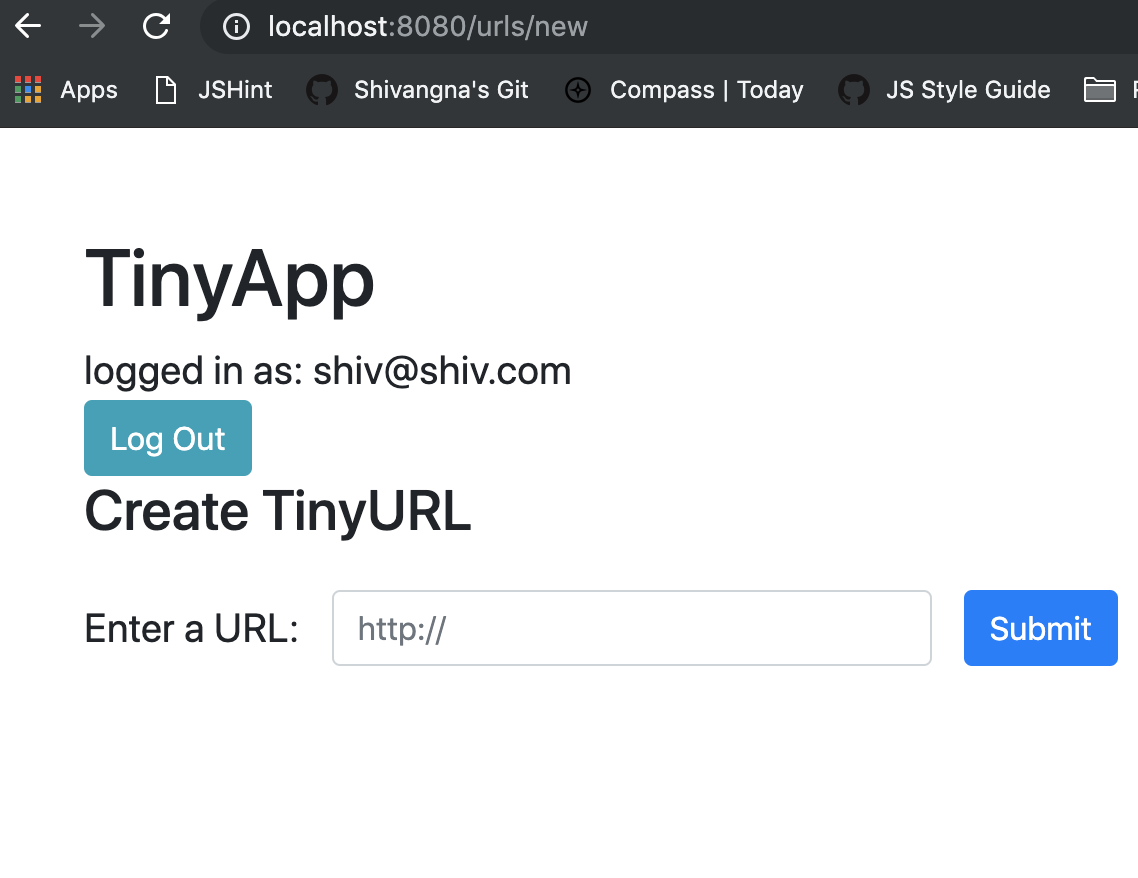 localhost:8080/urls/new
Apps JSHint Shivangna's Git Compass | Today JS Style Guide
TinyApp
logged in as: shiv@shiv.com
Log Out
Create TinyURL
Enter a URL: http:// Submit